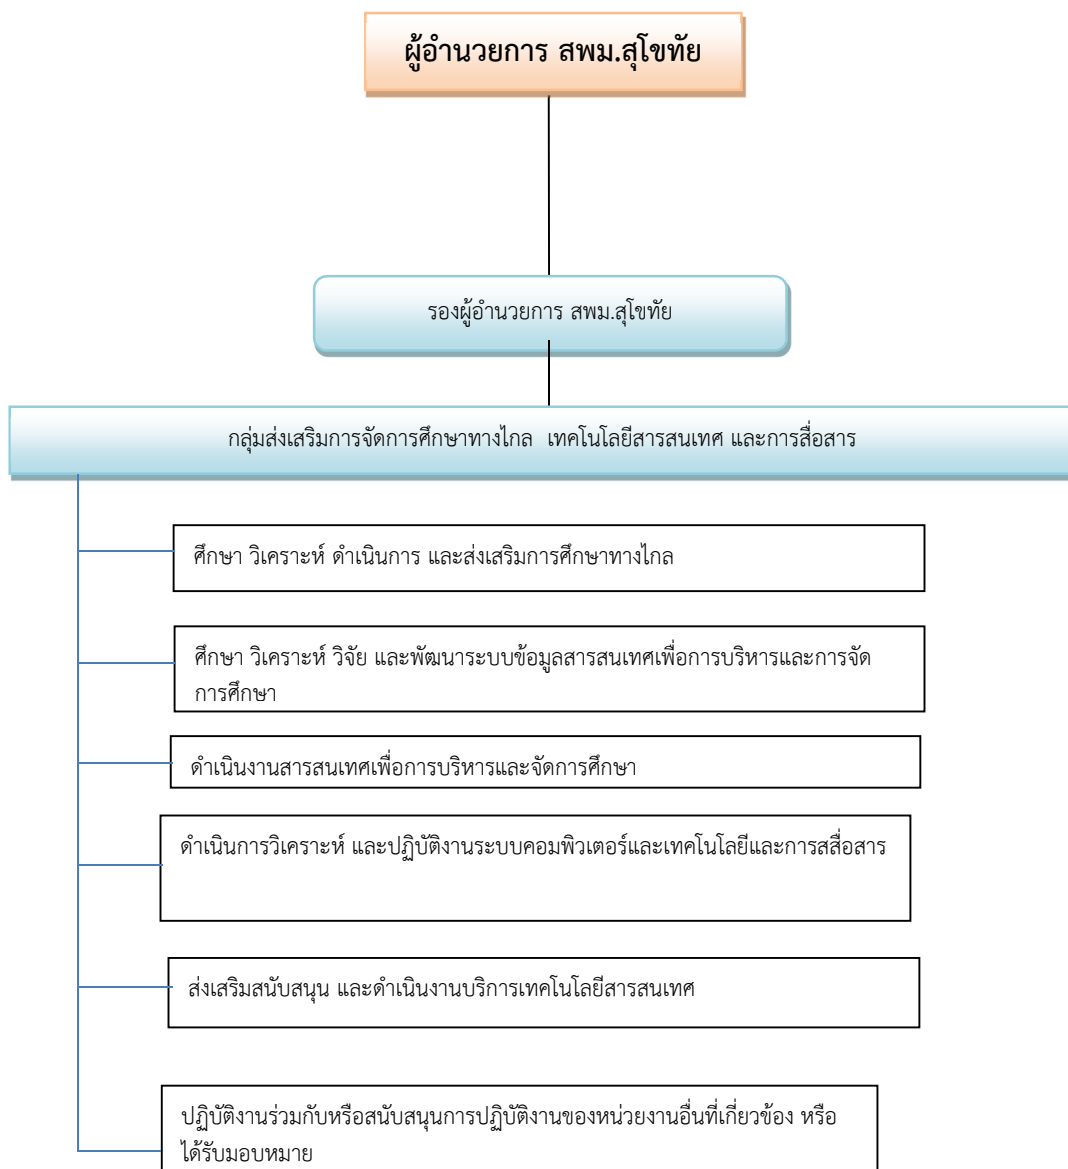 ผู้อำนวยการ สพม.สุโขทัย
รองผู้อำนวยการ สพม.สุโขทัย
กลุ่มส่งเสริมการจัดการศึกษาทางไกล เทคโนโลยีสารสนเทศ และการสื่อสาร
ศึกษา วิเคราะห์ ดำเนินการ และส่งเสริมการศึกษาทางไกล
ศึกษา วิเคราะห์ วิจัย และพัฒนาระบบข้อมูลสารสนเทศเพื่อการบริหารและการจัด
การศึกษา
ดำเนินงานสารสนเทศเพื่อการบริหารและจัดการศึกษา
ดำเนินการวิเคราะห์ และปฏิบัติงานระบบคอมพิวเตอร์และเทคโนโลยีและการสสื่อสาร
ส่งเสริมสนับสนุน และดำเนินงานบริการเทคโนโลยีสารสนเทศ
ปฏิบัติงานร่วมกับหรือสนับสนุนการปฏิบัติงานของหน่วยงานอื่นที่เกี่ยวข้อง หรือ
ได้รับมอบหมาย